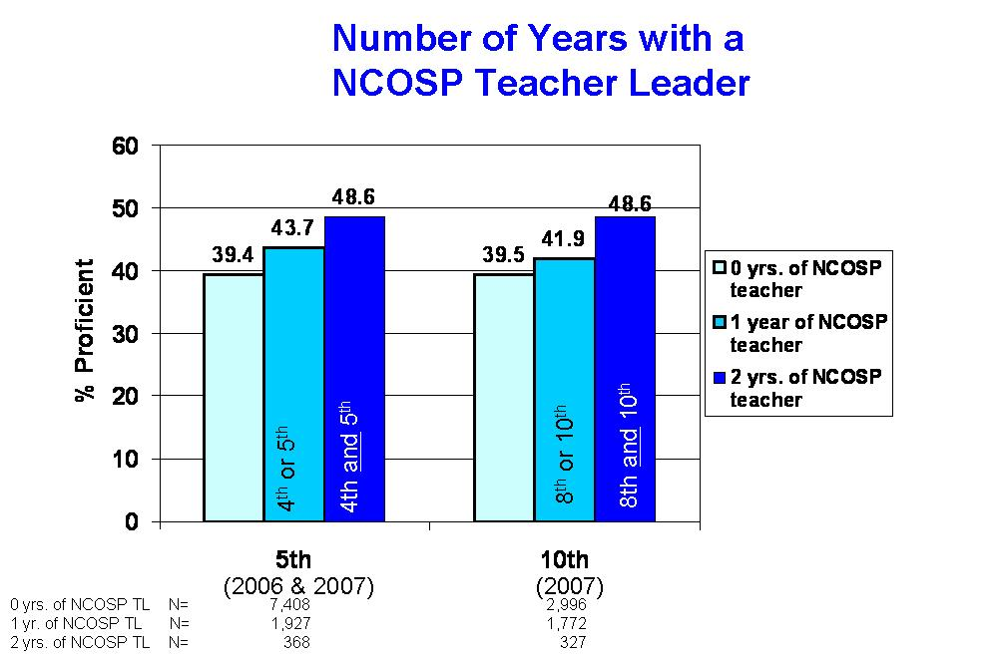 Number of Years with a
NCOSP Teacher Leader
% Proficient
60
50
40
30
20
10
0
39.4
43.7
48.6
39.5
41.9
48.6
4th or 5th
4th and 5th
8th or 10th
8th and 10th
5th
(2006 & 2007)
10th
(2007)
0 yrs. of NCOSP
teacher
1 year of NCOSP
teacher
2 yrs. of NCOSP
teacher
0 yrs. of NCOSP TL N= 7,408 2,996
1 yr. of NCOSP TL N= 1,927 1,772
2 yrs. of NCOSP TL N= 368 327